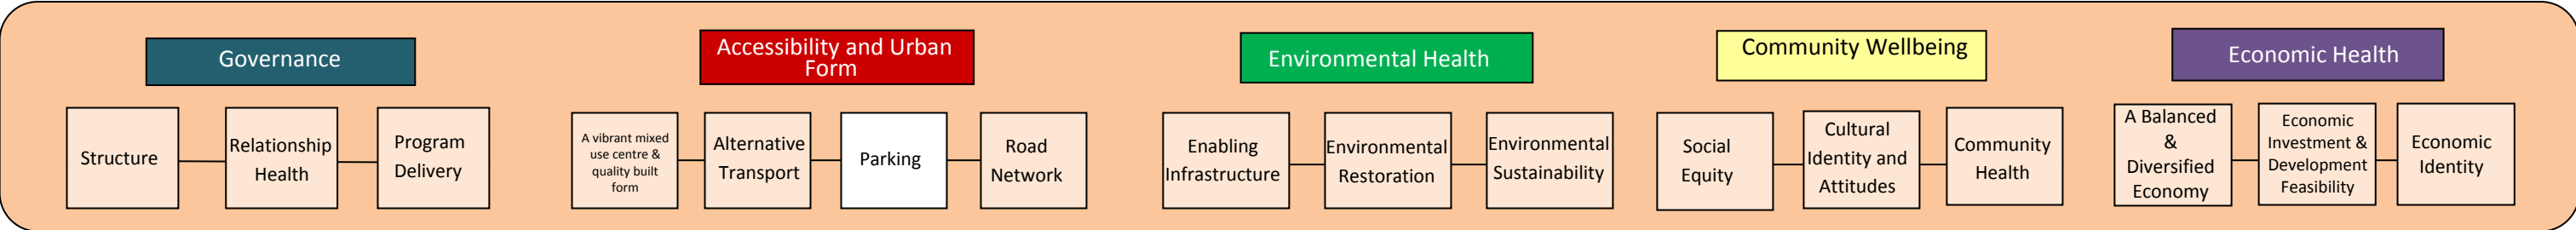 Governance
Structure
Relationship
Health
Program
Delivery
Accessibility and Urban
Form
A vibrant mixed
use centre &
quality built
form
Alternative
Transport
Parking
Road
Network
Environmental Health
Enabling
Infrastructure
Environmental
Restoration
Environmental
Sustainability
Community Wellbeing
Social
Equity
Cultural
Identity and
Attitudes
Community
Health
Economic Health
A Balanced
&
Diversified
Economy
Economic
Investment &
Development
Feasibility
Economic
Identity